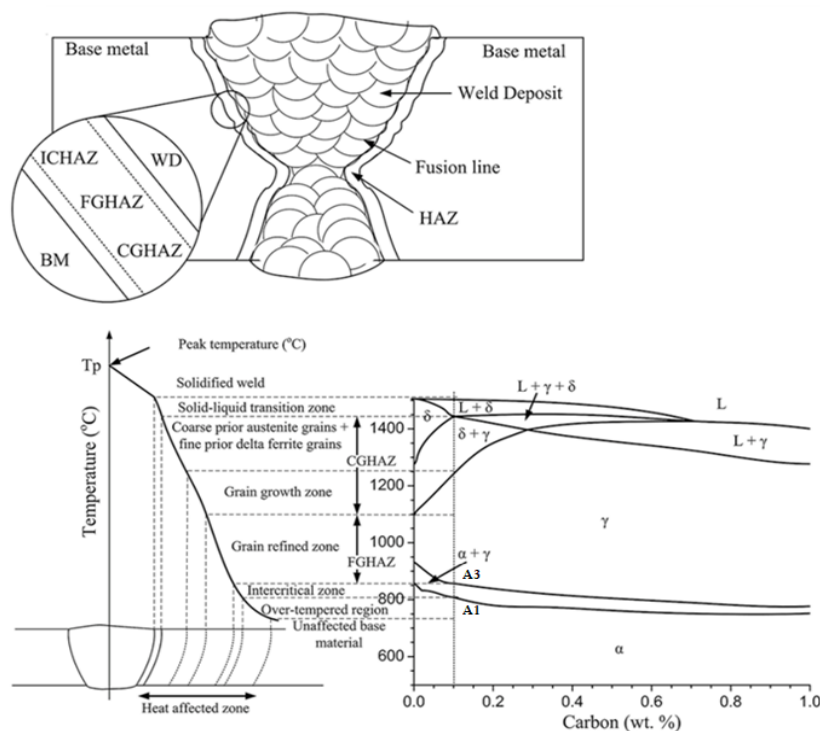 Base metal
Base metal
Weld Deposit
ICHAZ
WD
FGHAZ
Fusion line
HAZ
CGHAZ
BM
Tp
Peak temperature (°C)
Temperature (°C)
Solidified weld
Solid-liquid transition zone
Coarse prior austenite grains +
fine prior delta ferrite grains
CGHAZ
Grain growth zone
Grain refined zone
FGHAZ
Intercritical zone
Over-tempered region
Unaffected base
material
Heat affected zone
L + γ + δ
L
δ
L + δ
δ + γ
L + γ
γ
α + γ
A3
A1
α
1400
1200
1000
800
600
0.0
0.2
0.4
0.6
0.8
1.0
Carbon (wt. %)